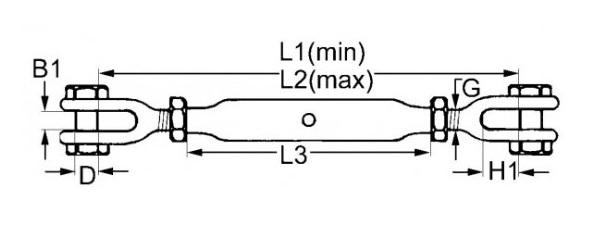 L1(min)
B1
L2(max)
G
L3
D
H1